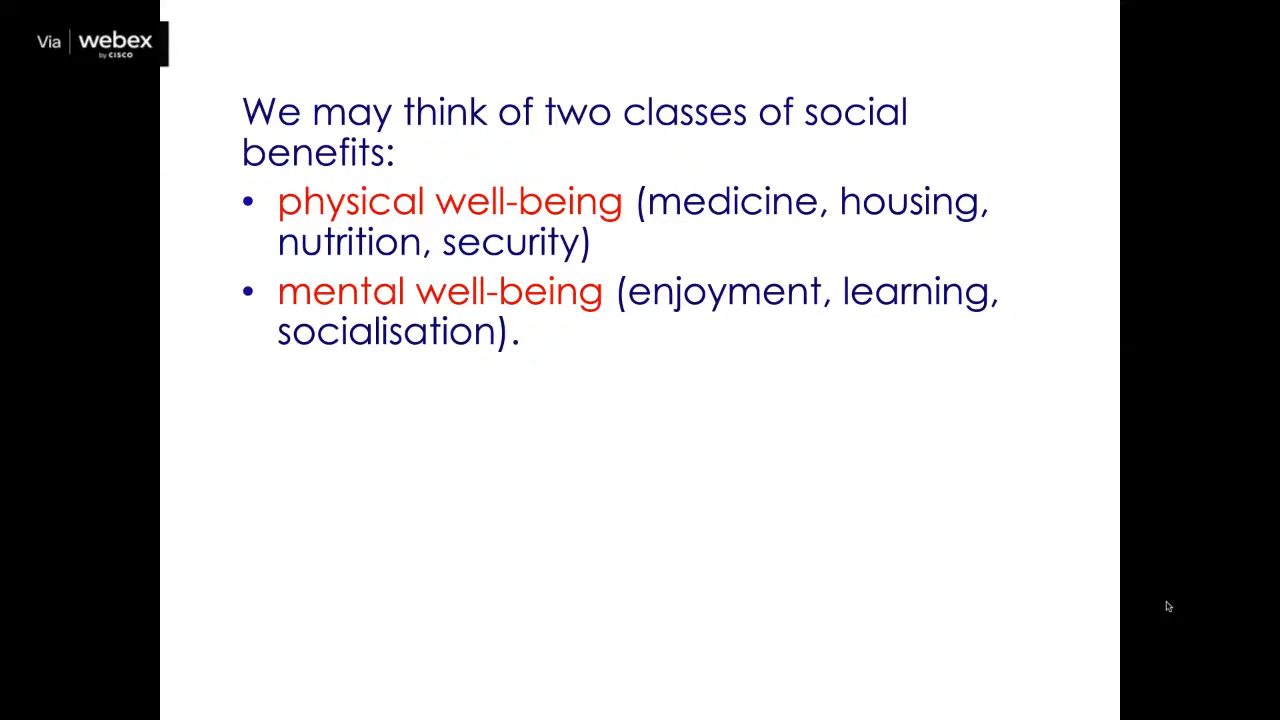 Via webex
by CISCO
We may think of two classes of social
benefits:
• physical well-being (medicine, housing,
nutrition, security)
• mental well-being (enjoyment, learning,
socialisation).